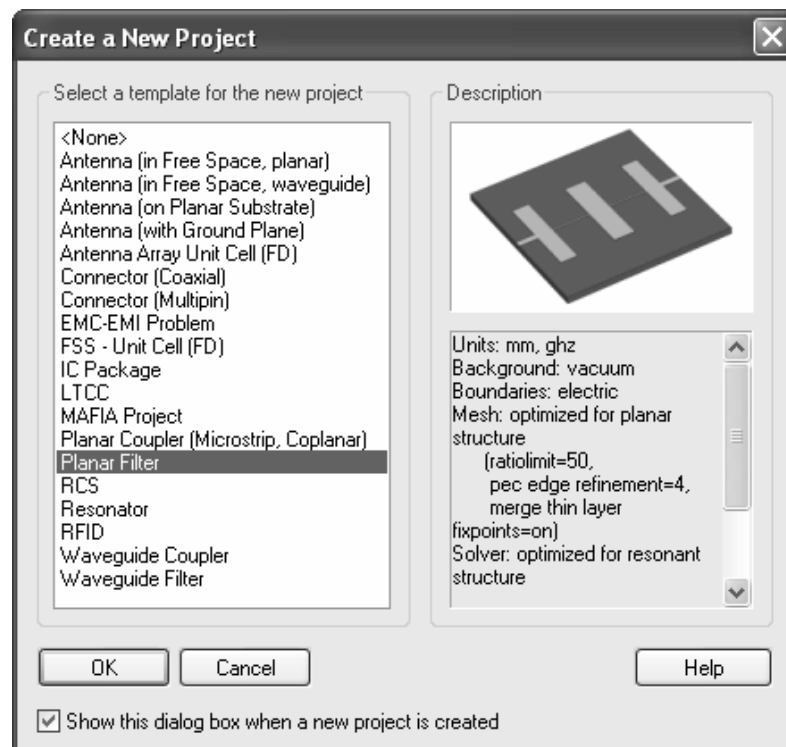 Create a New Project
Select a template for the new project
<None>
Antenna (in Free Space, planar)
Antenna (in Free Space, waveguide)
Antenna (on Planar Substrate)
Antenna (with Ground Plane)
Antenna Array Unit Cell (FD)
Connector (Coaxial)
Connector (Multipin)
EMC-EMI Problem
FSS - Unit Cell (FD)
IC Package
LTCC
MAFIA Project
Planar Coupler (Microstrip, Coplanar)
Planar Filter
RCS
Resonator
RFID
Waveguide Coupler
Waveguide Filter
Description
Units: mm, ghz
Background: vacuum
Boundaries: electric
Mesh: optimized for planar
structure
(ratiolimit=50,
pec edge refinement=4,
merge thin layer
fixpoints=on)
Solver: optimized for resonant
structure
OK
Cancel
Help
Show this dialog box when a new project is created